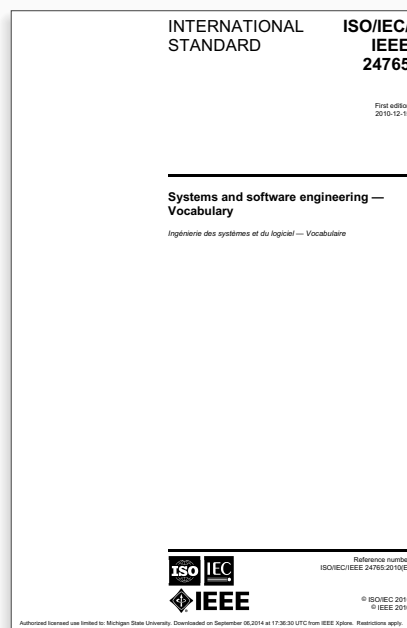 INTERNATIONAL
STANDARD
ISO/IEC/
IEEE
24765
First edition
2010-12-15
Systems and software engineering —
Vocabulary
Ingénierie des systèmes et du logiciel — Vocabulaire
ISO IEC
IEEE
Reference number
ISO/IEC/IEEE 24765:2010(E
© ISO/IEC 2010
© IEEE 2010
Authorized licensed use limited to: Michigan State University. Downloaded on September 06,2014 at 17:36:30 UTC from IEEE Xplore. Restrictions apply.